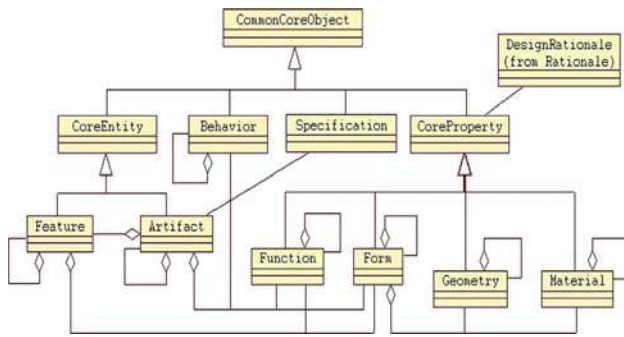 CommonCoreObject
DesignRationale
(from Rationale)
CoreEntity
Behavior
Specification
CoreProperty
Feature
Artifact
Function
Form
Geometry
Material